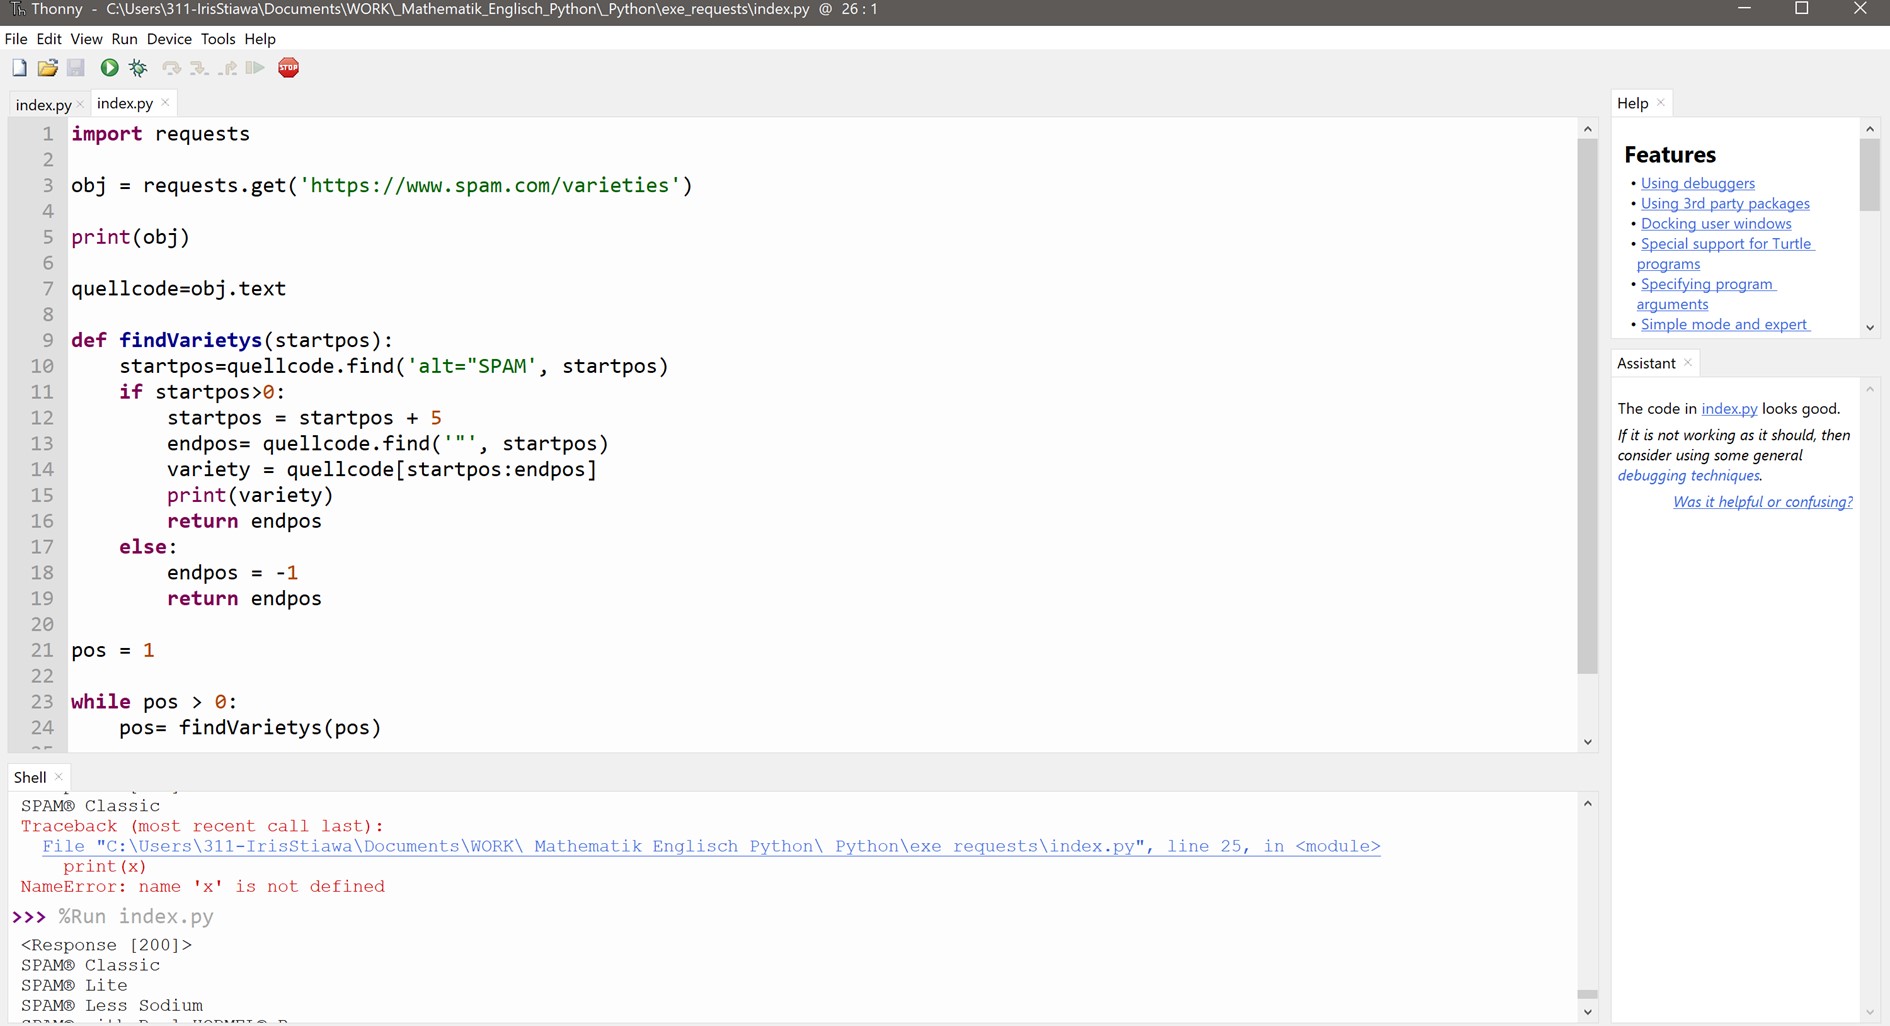 Thonny - C:\Users\311-IrisStiawa\Documents\WORK\_Mathematik_Englisch_Python\_Python\exe_requests\index.py @ 26 : 1
File Edit View Run Device Tools Help
STOP
index.py
index.py
1 import requests
2
3 obj = requests.get('https://www.spam.com/varieties')
4
5 print(obj)
6
7 quellcode=obj.text
8
9 def findVarietys(startpos):
10     startpos=quellcode.find('alt="SPAM', startpos)
11     if startpos>0:
12         startpos = startpos + 5
13         endpos= quellcode.find('"', startpos)
14         variety = quellcode[startpos:endpos]
15         print(variety)
16         return endpos
17     else:
18         endpos = -1
19         return endpos
20
21 pos = 1
22
23 while pos > 0:
24     pos= findVarietys(pos)
Shell
SPAM® Classic
Traceback (most recent call last):
File "C:\Users\311-IrisStiawa\Documents\WORK\ Mathematik Englisch Python\ Python\exe requests\index.py", line 25, in <module>
print(x)
NameError: name 'x' is not defined
>>> %Run index.py
<Response [200]>
SPAM® Classic
SPAM® Lite
SPAM® Less Sodium
Help
Features
• Using debuggers
• Using 3rd party packages
• Docking user windows
• Special support for Turtle
programs
• Specifying program
arguments
• Simple mode and expert
Assistant
The code in index.py looks good.
If it is not working as it should, then
consider using some general
debugging techniques.
Was it helpful or confusing?